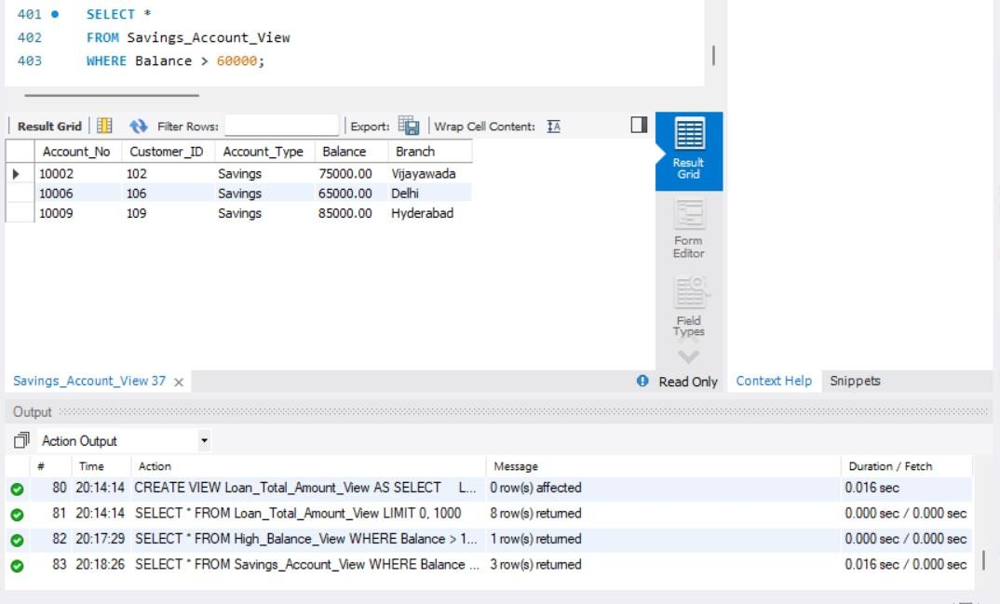 401 SELECT *
402 FROM Savings_Account_View
403 WHERE Balance > 60000;
Result Grid Filter Rows: Export: Wrap Cell Content:
Account_No Customer_ID Account_Type Balance Branch
10002 102 Savings 75000.00 Vijayawada
10006 106 Savings 65000.00 Delhi
10009 109 Savings 85000.00 Hyderabad
Result
Grid
Form
Editor
Field
Types
Savings_Account_View 37 Read Only Context Help Snippets
Output
Action Output
# Time Action Message Duration / Fetch
80 20:14:14 CREATE VIEW Loan_Total_Amount_View AS SELECT L... 0 row(s) affected 0.016 sec
81 20:14:14 SELECT * FROM Loan_Total_Amount_View LIMIT 0, 1000 8 row(s) returned 0.000 sec / 0.000 sec
82 20:17:29 SELECT * FROM High_Balance_View WHERE Balance > 1... 1 row(s) returned 0.000 sec / 0.000 sec
83 20:18:26 SELECT * FROM Savings_Account_View WHERE Balance ... 3 row(s) returned 0.016 sec / 0.000 sec